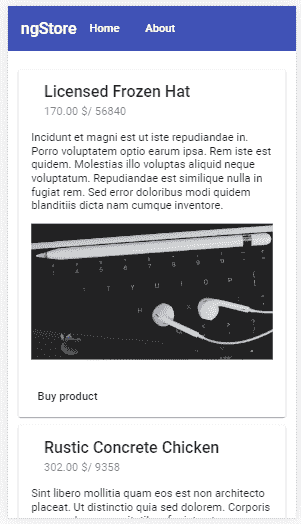 ngStore Home About
Licensed Frozen Hat
170.00 $/ 56840
Incidunt et magni est ut iste repudiandae in.
Porro voluptatem optio earum ipsa. Rem iste est
quidem. Molestias illo voluptas aliquid neque
voluptatum. Repudiandae est similique nulla in
fugiat rem. Sed error doloribus modi quidem
blanditiis dicta nam cumque inventore.
Buy product
Rustic Concrete Chicken
302.00 $/ 9358
Sint libero mollitia quam eos est non architecto
placeat. Ut distinctio quia sed dolorem. Corporis